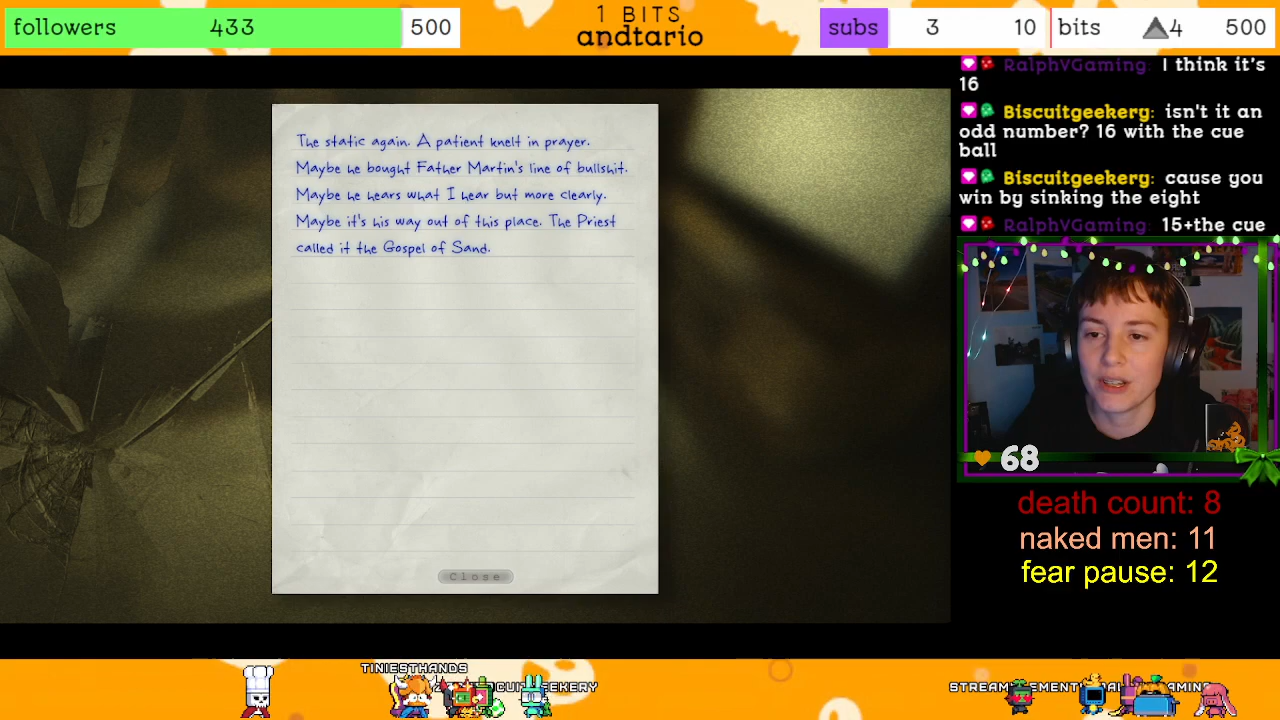 followers 433 500
1 BITS
andtario
subs 3 10 bits 4 500
RalphVGaming: I think it's
16
Biscuitgeekery: isn't it an
odd number? 16 with the cue
ball
Biscuitgeekery: cause you
win by sinking the eight
RalphVGaming: 15+the cue
The static again. A patient knelt in prayer.
Maybe he bought Father Martin's line of bullshit.
Maybe he hears what I hear but more clearly.
Maybe it's his way out of this place. The Priest
called it the Gospel of Sand.
Close
68
death count: 8
naked men: 11
fear pause: 12
TINIESTHANDS